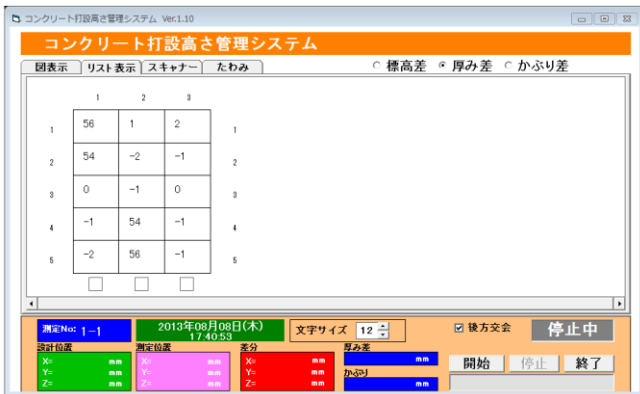 コンクリート打設高さ管理システム Ver.1.10
コンクリート打設高さ管理システム
図表示 リスト表示 スキャナー たわみ 標高差 厚み差 かぶり差
1 2 3
1 56 1 2 1
2 54 -2 -1 2
3 0 -1 0 3
4 -1 54 -1 4
5 -2 56 -1 5
測定No: 1-1 2013年08月08日(木) 17:40:53 文字サイズ 12 後方交会 停止中
設計位置 測定位置 差分 厚み差
X= mm X= mm X= mm mm
Y= mm Y= mm Y= mm かぶり
Z= mm Z= mm Z= mm mm
開始 停止 終了